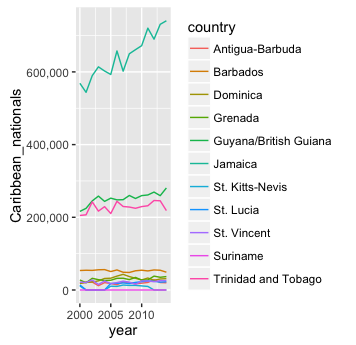 country
Antigua-Barbuda
Barbados
Dominica
Grenada
Guyana/British Guiana
Jamaica
St. Kitts-Nevis
St. Lucia
St. Vincent
Suriname
Trinidad and Tobago
Caribbean_nationals
600,000
400,000
200,000
0
2000
2005
2010
year